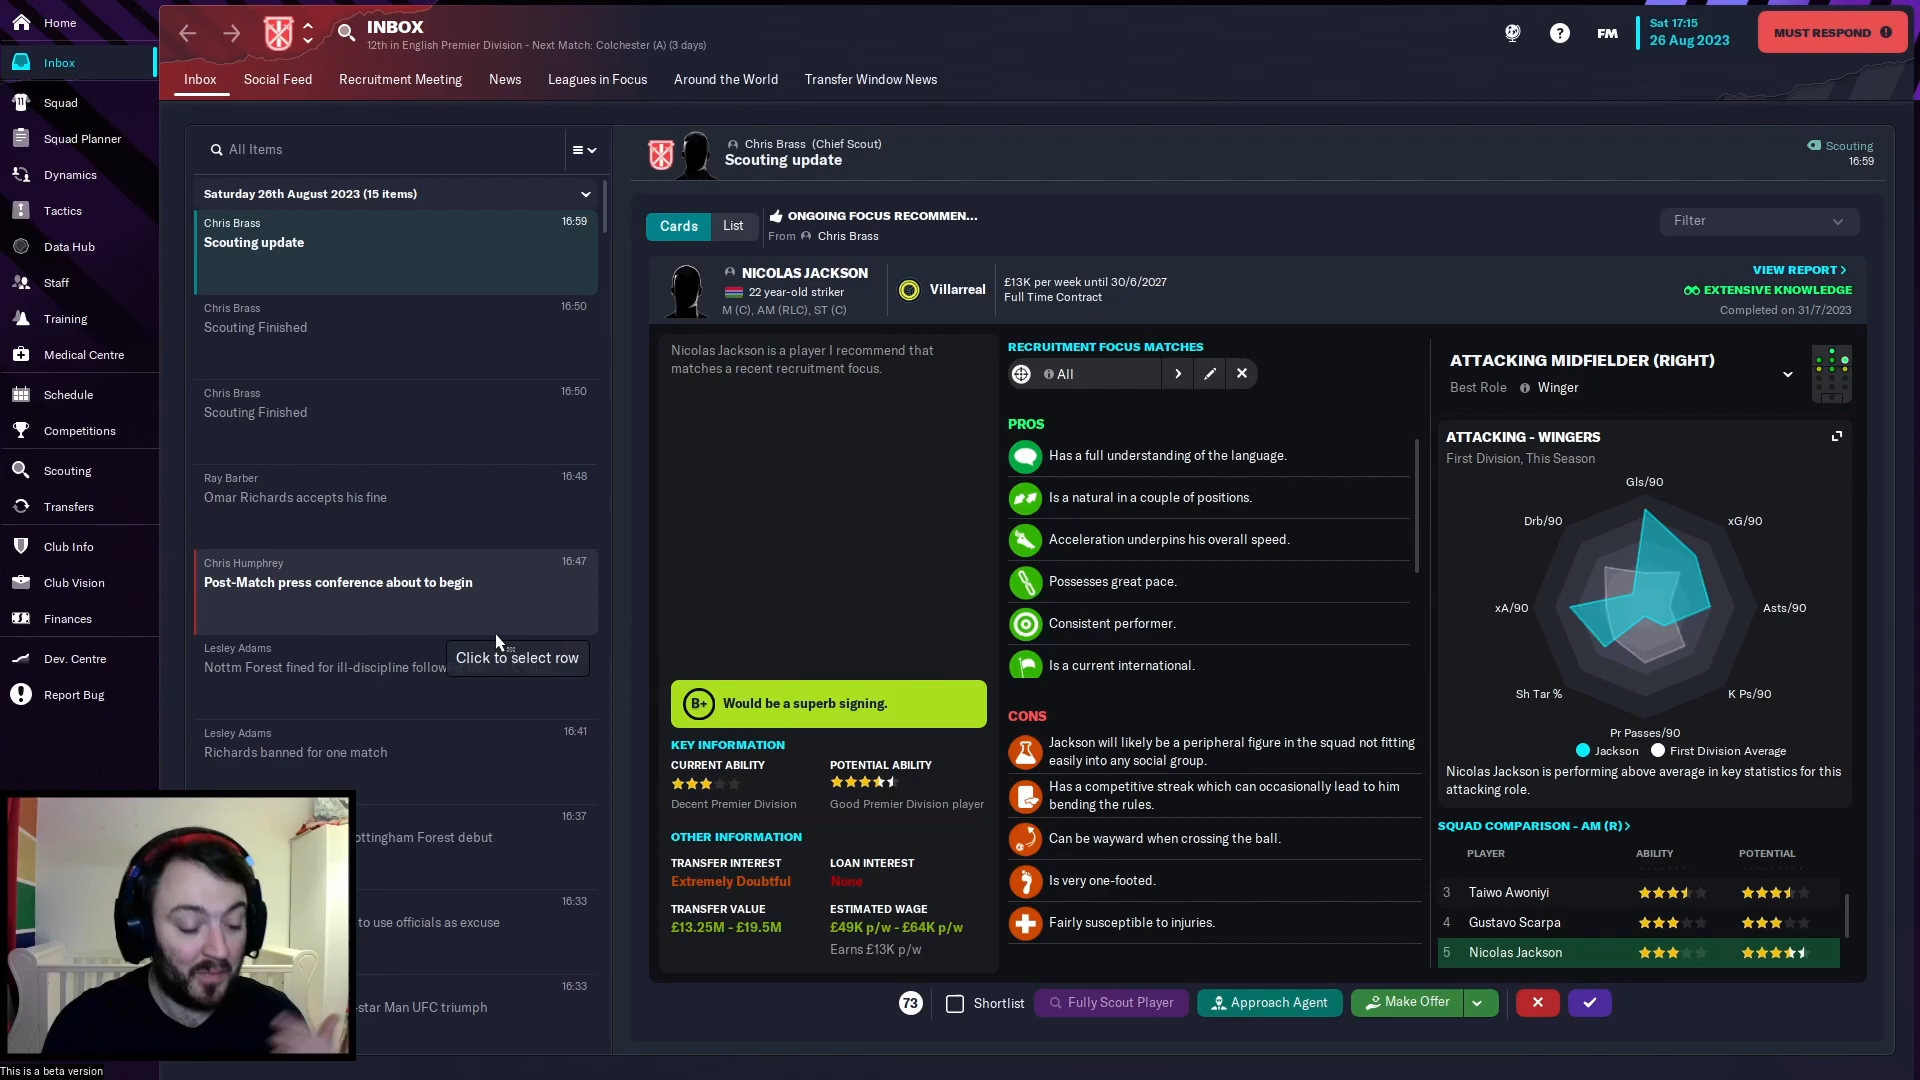 Home
Inbox
Squad
Squad Planner
Dynamics
Tactics
Data Hub
Staff
Training
Medical Centre
Schedule
Competitions
Scouting
Transfers
Club Info
Club Vision
Finances
Dev. Centre
Report Bug
This is a beta version
INBOX
12th in English Premier Division - Next Match: Colchester (A) (3 days)
FM
Sat 17:15
26 Aug 2023
MUST RESPOND
Inbox
Social Feed
Recruitment Meeting
News
Leagues in Focus
Around the World
Transfer Window News
All Items
Saturday 26th August 2023 (15 items)
Chris Brass 16:59
Scouting update
Chris Brass 16:50
Scouting Finished
Chris Brass 16:50
Scouting Finished
Ray Barber 16:48
Omar Richards accepts his fine
Chris Humphrey 16:47
Post-Match press conference about to begin
Click to select row
Lesley Adams
Nottm Forest fined for ill-discipline follow
Lesley Adams 16:41
Richards banned for one match
16:37
ottingham Forest debut
16:33
to use officials as excuse
16:33
-star Man UFC triumph
Chris Brass (Chief Scout)
Scouting update
Scouting
16:59
Cards
List
ONGOING FOCUS RECOMMEN...
From Chris Brass
Filter
NICOLAS JACKSON
22 year-old striker
M (C), AM (RLC), ST (C)
Villarreal
£13K per week until 30/6/2027
Full Time Contract
VIEW REPORT >
EXTENSIVE KNOWLEDGE
Completed on 31/7/2023
Nicolas Jackson is a player I recommend that
matches a recent recruitment focus.
B+ Would be a superb signing.
KEY INFORMATION
CURRENT ABILITY
POTENTIAL ABILITY
Decent Premier Division
Good Premier Division player
OTHER INFORMATION
TRANSFER INTEREST
LOAN INTEREST
Extremely Doubtful
None
TRANSFER VALUE
ESTIMATED WAGE
£13.25M - £19.5M
£49K p/w - £64K p/w
Earns £13K p/w
RECRUITMENT FOCUS MATCHES
All
PROS
Has a full understanding of the language.
Is a natural in a couple of positions.
Acceleration underpins his overall speed.
Possesses great pace.
Consistent performer.
Is a current international.
CONS
Jackson will likely be a peripheral figure in the squad not fitting
easily into any social group.
Has a competitive streak which can occasionally lead to him
bending the rules.
Can be wayward when crossing the ball.
Is very one-footed.
Fairly susceptible to injuries.
ATTACKING MIDFIELDER (RIGHT)
Best Role Winger
ATTACKING - WINGERS
First Division, This Season
Gls/90
xG/90
Asts/90
K Ps/90
Pr Passes/90
Sh Tar %
xA/90
Drb/90
Jackson
First Division Average
Nicolas Jackson is performing above average in key statistics for this
attacking role.
SQUAD COMPARISON - AM (R) >
PLAYER ABILITY POTENTIAL
3 Taiwo Awoniyi
4 Gustavo Scarpa
5 Nicolas Jackson
73
Shortlist
Fully Scout Player
Approach Agent
Make Offer